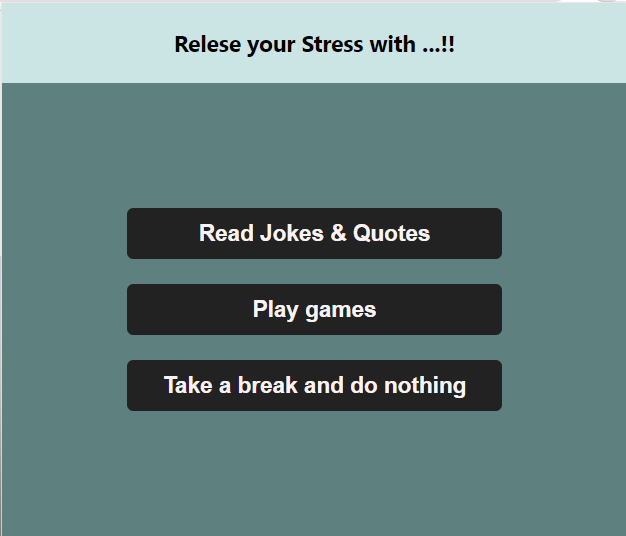 Relese your Stress with ...!!
Read Jokes & Quotes
Play games
Take a break and do nothing